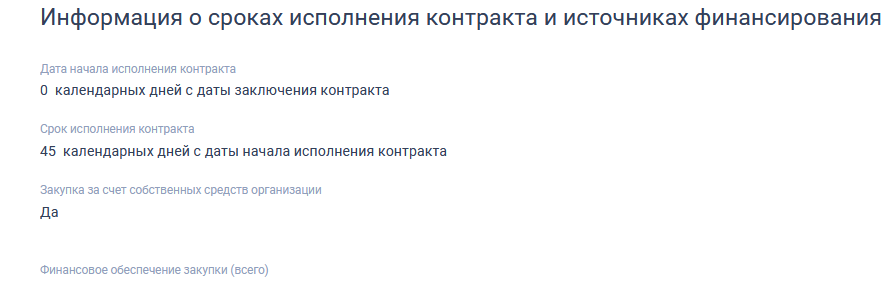 Информация о сроках исполнения контракта и источниках финансирования
Дата начала исполнения контракта
0 календарных дней с даты заключения контракта
Срок исполнения контракта
45 календарных дней с даты начала исполнения контракта
Закупка за счет собственных средств организации
Да
Финансовое обеспечение закупки (всего)